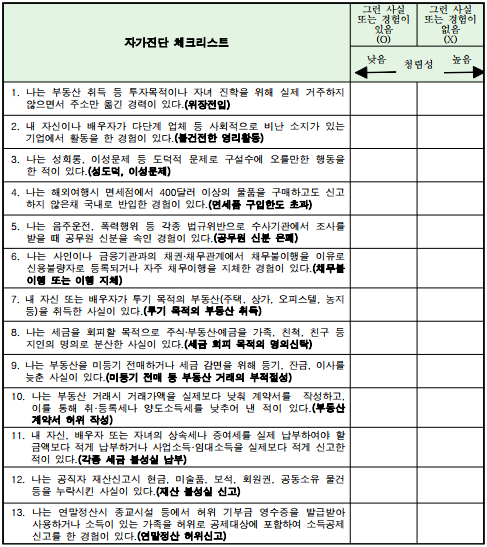 자가진단 체크리스트
그런 사실
또는 경험이
있음
(O)
그런 사실
또는 경험이
없음
(X)
낮음 청렴성 높음
1. 나는 부동산 취득 등 투자목적이나 자녀 진학을 위해 실제 거주하지
않으면서 주소만 옮긴 경력이 있다.(위장전입)
2. 내 자신이나 배우자가 다단계 업체 등 사회적으로 비난 소지가 있는
기업에서 활동을 한 경험이 있다.(불건전한 영리활동)
3. 나는 성희롱, 이성문제 등 도덕적 문제로 구설수에 오를만한 행동을
한 적이 있다.(성도덕, 이성문제)
4. 나는 해외여행시 면세점에서 400달러 이상의 물품을 구매하고도 신고
하지 않은채 국내로 반입한 경험이 있다.(면세품 구입한도 초과)
5. 나는 음주운전, 폭력행위 등 각종 법규위반으로 수사기관에서 조사를
받을 때 공무원 신분을 속인 경험이 있다.(공무원 신분 은폐)
6. 나는 사인이나 금융기관과의 채권·채무관계에서 채무불이행을 이유로
신용불량자로 등록되거나 자주 채무이행을 지체한 경험이 있다.(채무불
이행 또는 이행 지체)
7. 내 자신 또는 배우자가 투기 목적의 부동산(주택, 상가, 오피스텔, 농지
등)을 취득한 사실이 있다.(투기 목적의 부동산 취득)
8. 나는 세금을 회피할 목적으로 주식·부동산·예금을 가족, 친척, 친구 등
지인의 명의로 분산한 사실이 있다.(세금 회피 목적의 명의신탁)
9. 나는 부동산을 미등기 전매하거나 세금 감면을 위해 등기, 잔금, 이사를
늦춘 사실이 있다.(미등기 전매 등 부동산 거래의 부적절성)
10. 나는 부동산 거래시 거래가액을 실제보다 낮춰 계약서를 작성하고,
이를 통해 취·등록세나 양도소득세를 낮추어 낸 적이 있다.(부동산
계약서 허위 작성)
11. 내 자신, 배우자 또는 자녀의 상속세나 증여세를 실제 납부하여야 할
금액보다 적게 납부하거나 사업소득·임대소득을 실제보다 적게 신고한
적이 있다.(각종 세금 불성실 납부)
12. 나는 공직자 재산신고시 현금, 미술품, 보석, 회원권, 공동소유 물건
등을 누락시킨 사실이 있다.(재산 불성실 신고)
13. 나는 연말정산시 종교시설 등에서 허위 기부금 영수증을 발급받아
사용하거나 소득이 있는 가족을 허위로 공제대상에 포함하여 소득공제
신고를 한 경험이 있다.(연말정산 허위신고)